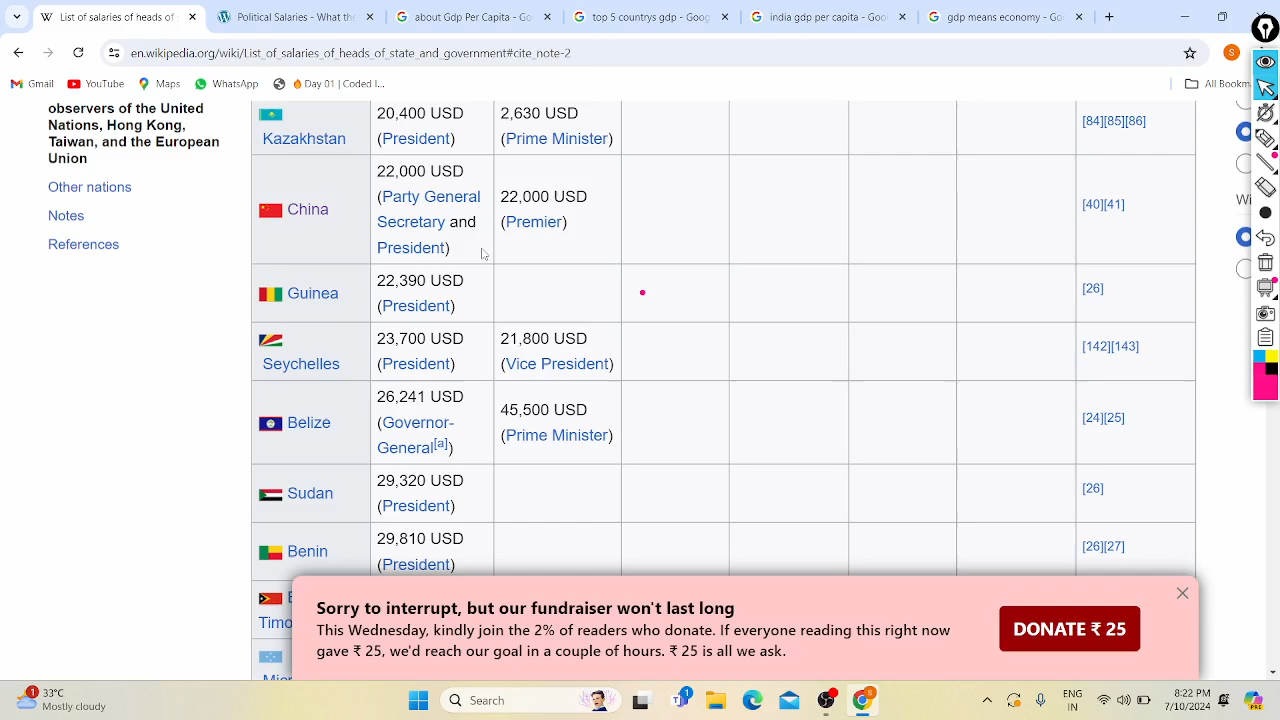 List of salaries of heads of st
Political Salaries - What the
about Gdp Per Capita - Go
top 5 countrys gdp - Goog
india gdp per capita - Goo
gdp means economy - Go
en.wikipedia.org/wiki/List_of_salaries_of_heads_of_state_and_government#cite_note-2
S
Gmail
YouTube
Maps
WhatsApp
Day 01 | Coded I...
All Bookm
observers of the United
Nations, Hong Kong,
Taiwan, and the European
Union
Other nations
Notes
References
Kazakhstan
20,400 USD
(President)
2,630 USD
(Prime Minister)
[84][85][86]
China
22,000 USD
(Party General
Secretary and
President)
22,000 USD
(Premier)
[40][41]
Guinea
22,390 USD
(President)
[26]
Seychelles
23,700 USD
(President)
21,800 USD
(Vice President)
[142][143]
Belize
26,241 USD
(Governor-
General[a])
45,500 USD
(Prime Minister)
[24][25]
Sudan
29,320 USD
(President)
[26]
Benin
29,810 USD
(President)
[26][27]
Wi
Sorry to interrupt, but our fundraiser won't last long
This Wednesday, kindly join the 2% of readers who donate. If everyone reading this right now
gave ₹ 25, we'd reach our goal in a couple of hours. ₹ 25 is all we ask.
DONATE ₹ 25
1
33°C
Mostly cloudy
Search
1
S
ENG
IN
8:22 PM
7/10/2024
PRE